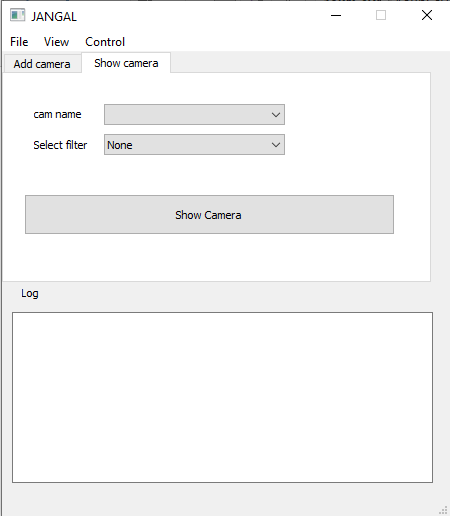 JANGAL
File View Control
Add camera Show camera
cam name
Select filter None
Show Camera
Log